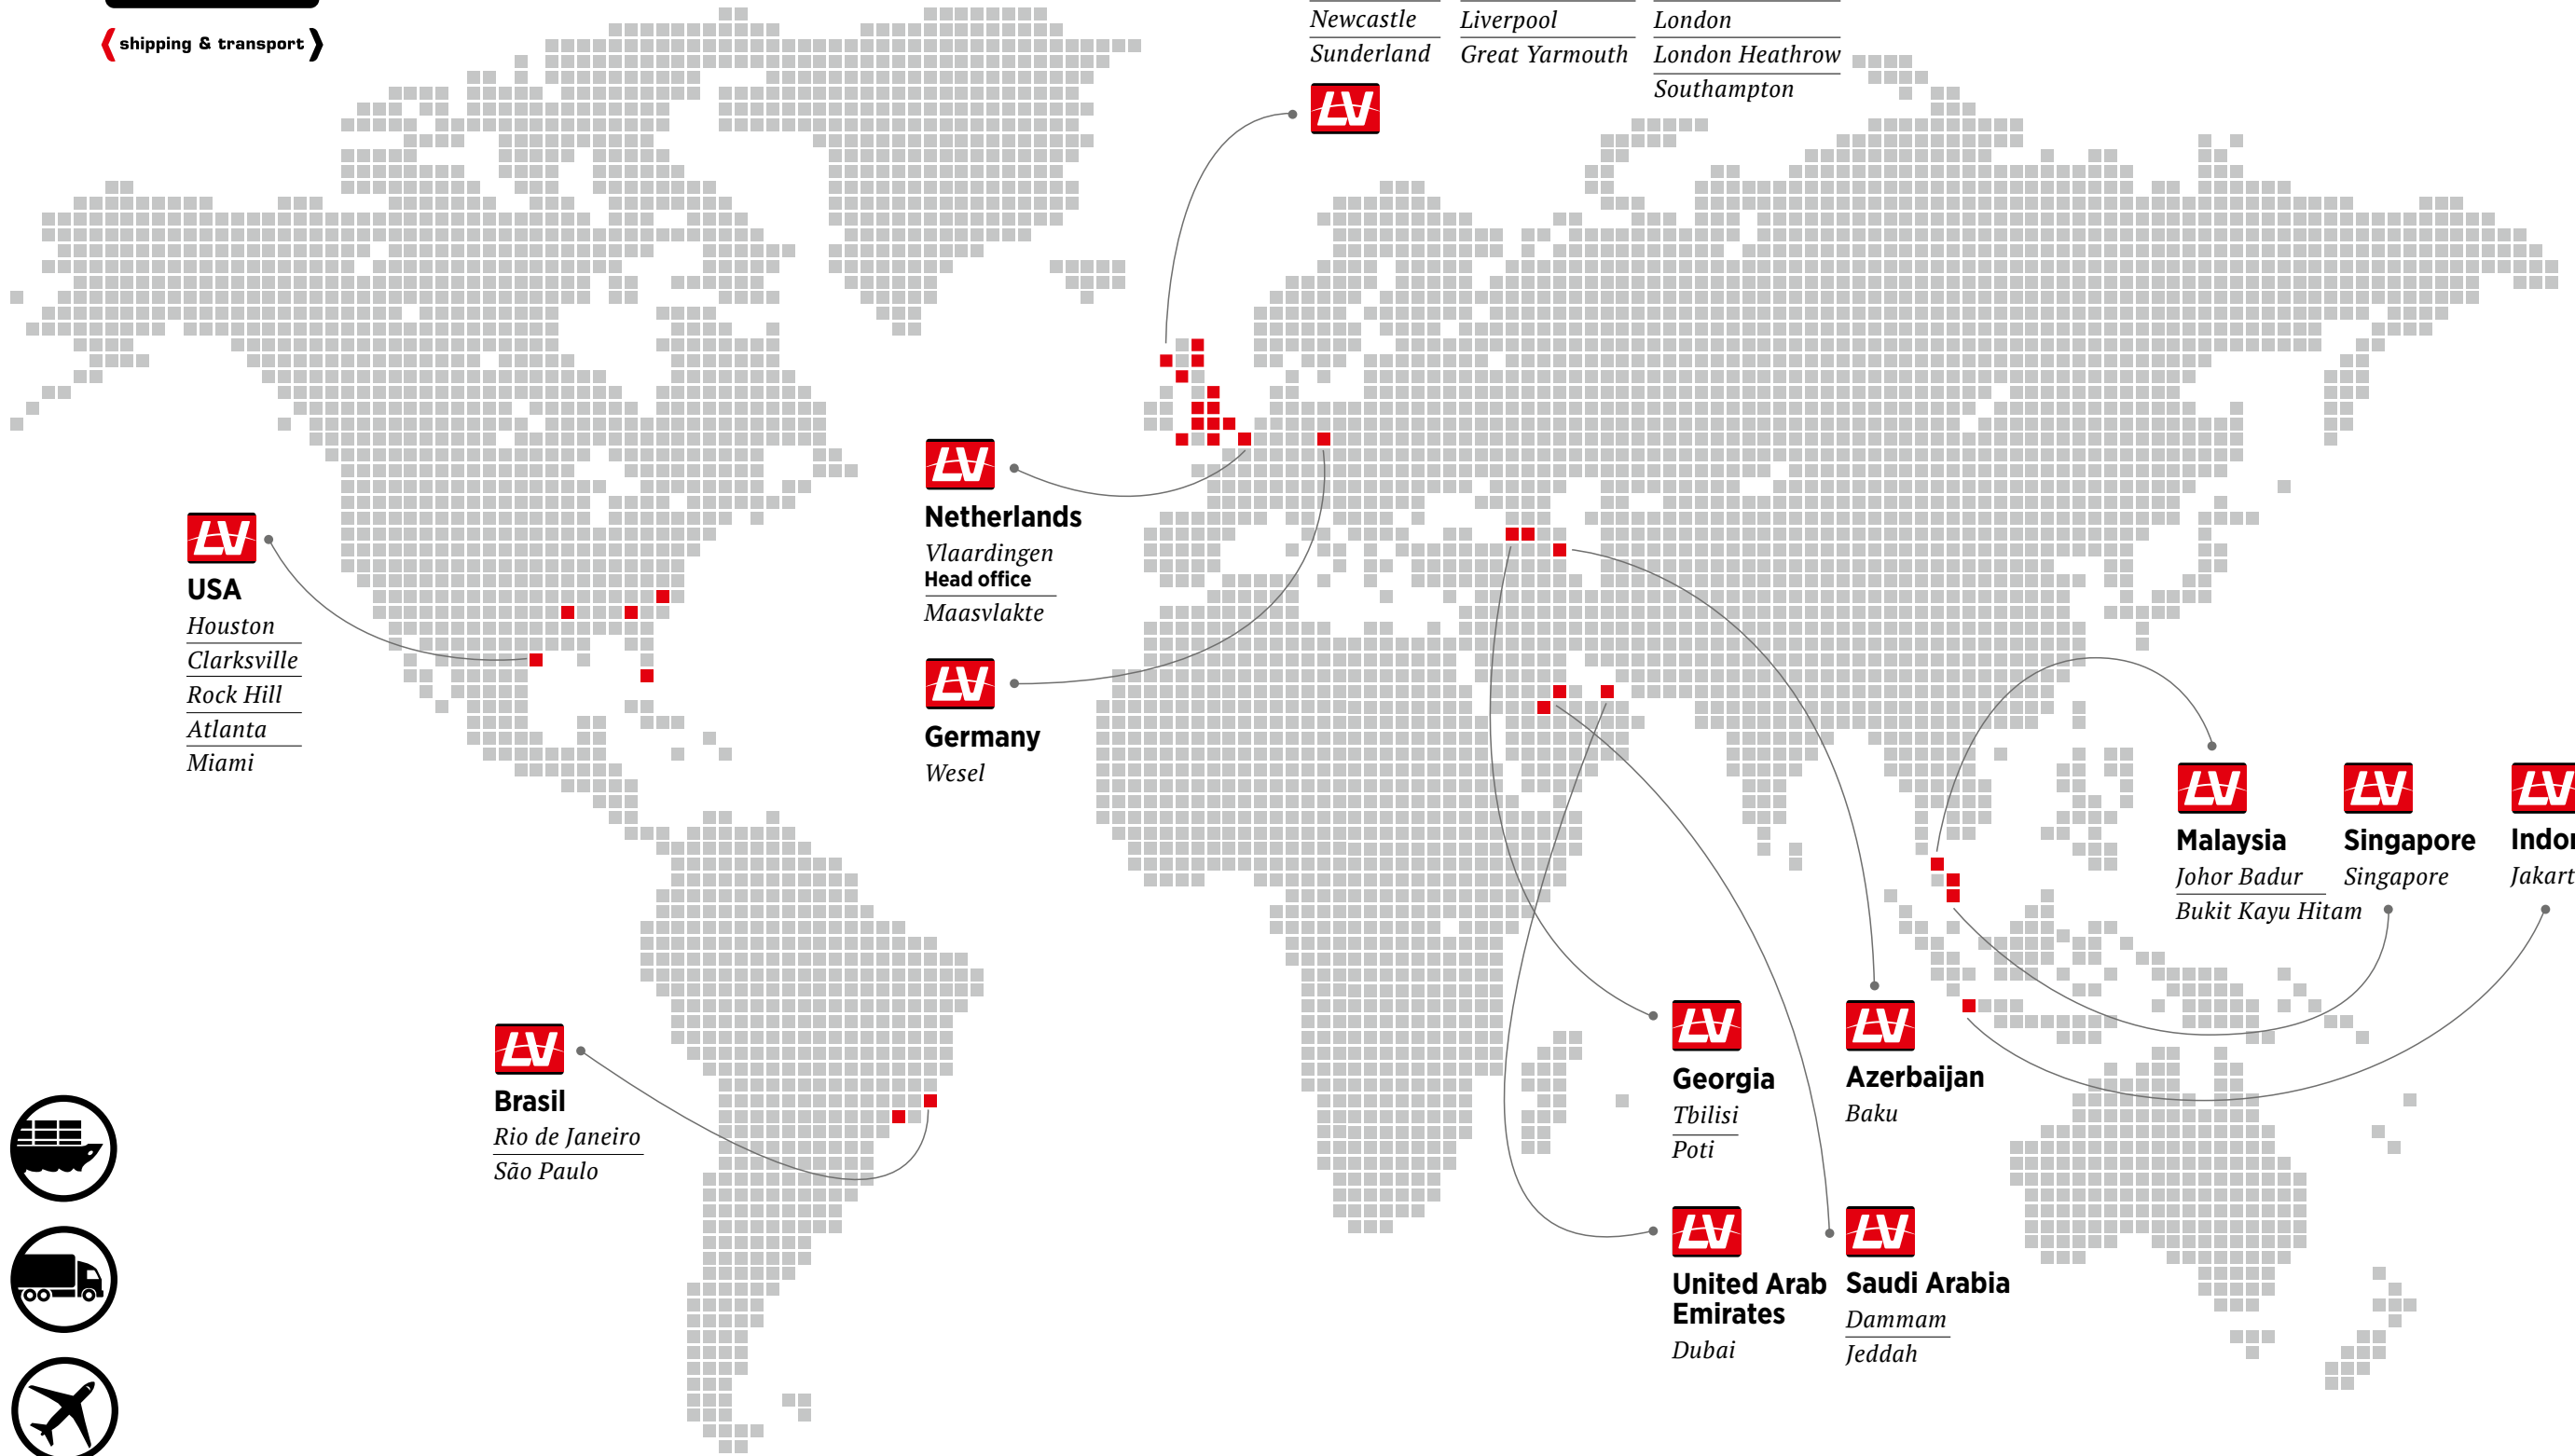 shipping & transport
Newcastle
Sunderland
Liverpool
Great Yarmouth
London
London Heathrow
Southampton
LV
LV
Netherlands
Vlaardingen
Head office
Maasvlakte
LV
USA
Houston
Clarksville
Rock Hill
Atlanta
Miami
LV
Germany
Wesel
LV
Malaysia
Johor Badur
Bukit Kayu Hitam
LV
Singapore
Singapore
LV
Indon
Jakart
LV
Brasil
Rio de Janeiro
São Paulo
LV
Georgia
Tbilisi
Poti
LV
Azerbaijan
Baku
LV
United Arab
Emirates
Dubai
LV
Saudi Arabia
Dammam
Jeddah